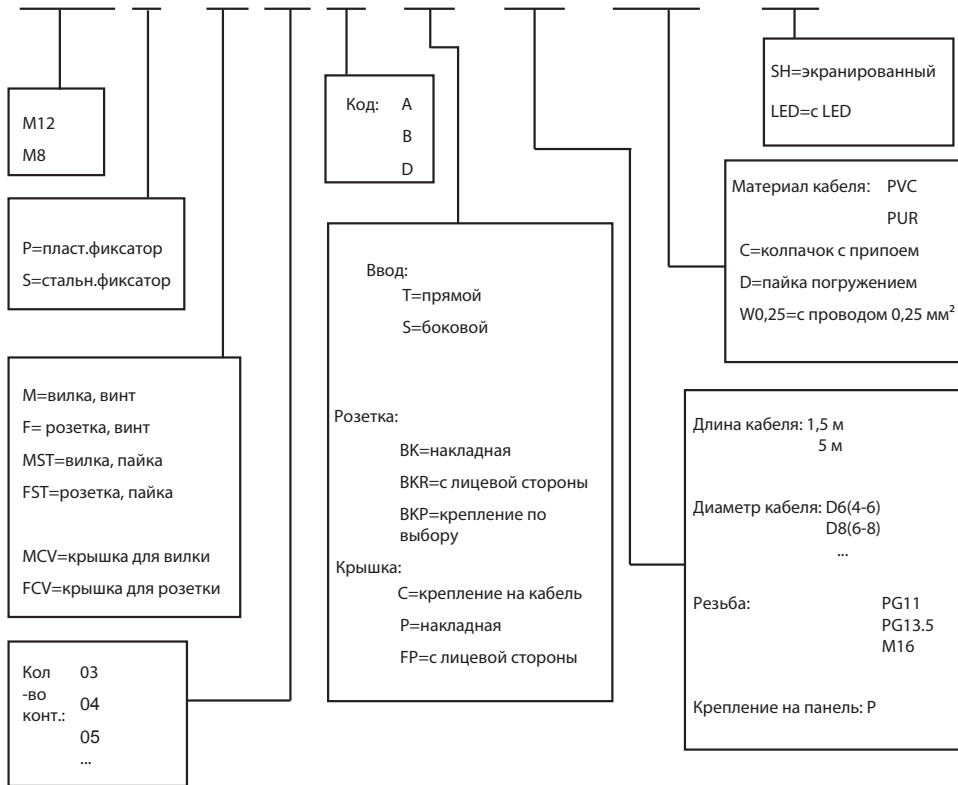 M12
M8
P=пласт.фиксатор
S=стальн.фиксатор
M=вилка, винт
F= розетка, винт
MST=вилка, пайка
FST=розетка, пайка
MCV=крышка для вилки
FCV=крышка для розетки
Кол 03
-во
конт.: 04
05
...
Код: A
B
D
Ввод:
T=прямой
S=боковой
Розетка:
BK=накладная
BKR=с лицевой стороны
BKP=крепление по
выбору
Крышка:
C=крепление на кабель
P=накладная
FP=с лицевой стороны
SH=экранированный
LED=с LED
Материал кабеля: PVC
PUR
C=колпачок с припоем
D=пайка погружением
W0,25=с проводом 0,25 мм²
Длина кабеля: 1,5 м
5 м
Диаметр кабеля: D6(4-6)
D8(6-8)
...
Резьба: PG11
PG13.5
M16
Крепление на панель: P